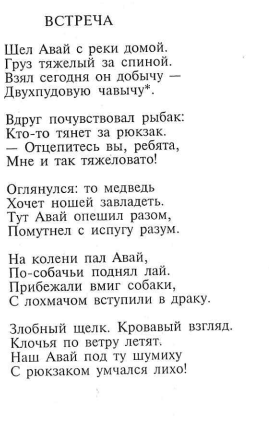 ВСТРЕЧА
Шел Авай с реки домой.
Груз тяжелый за спиной.
Взял сегодня он добычу —
Двухпудовую чавычу*.
Вдруг почувствовал рыбак:
Кто-то тянет за рюкзак.
— Отцепитесь вы, ребята,
Мне и так тяжеловато!
Оглянулся: то медведь
Хочет ношей завладеть.
Тут Авай опешил разом,
Помутнел с испугу разум.
На колени пал Авай,
По-собачьи поднял лай.
Прибежали вмиг собаки,
С лохмачом вступили в драку.
Злобный щелк. Кровавый взгляд.
Клочья по ветру летят.
Наш Авай под ту шумиху
С рюкзаком умчался лихо!